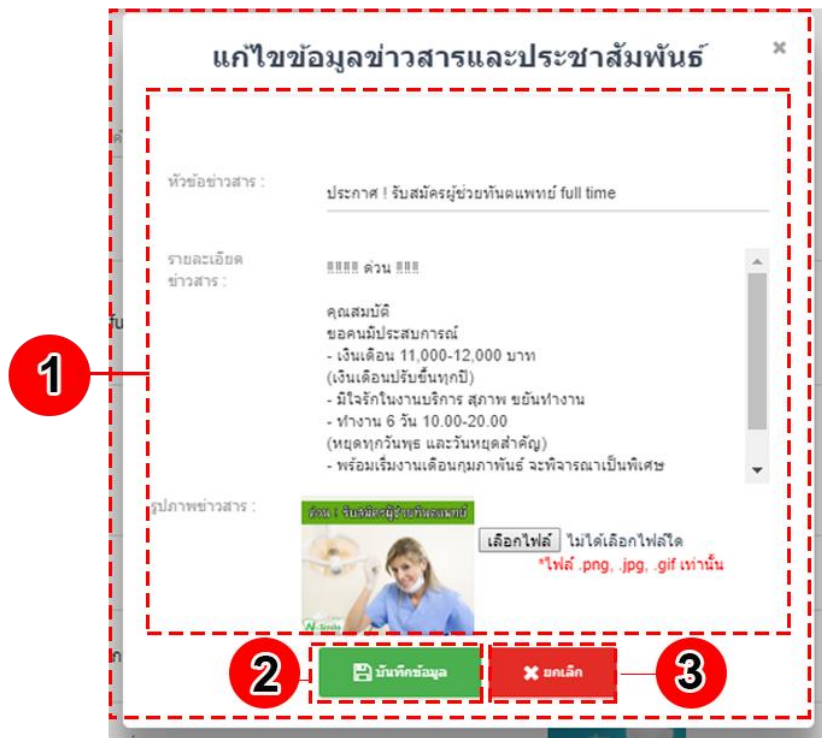 แก้ไขข้อมูลข่าวสารและประชาสัมพันธ์
×
หัวข้อข่าวสาร :
ประกาศ ! รับสมัครผู้ช่วยทันตแพทย์ full time
รายละเอียด
ข่าวสาร :
!!!!!!!! ด่วน !!!!!!
คุณสมบัติ
ขอคนมีประสบการณ์
- เงินเดือน 11,000-12,000 บาท
(เงินเดือนปรับขึ้นทุกปี)
- มีใจรักในงานบริการ สุภาพ ขยันทำงาน
- ทำงาน 6 วัน 10.00-20.00
(หยุดทุกวันพุธ และวันหยุดสำคัญ)
- พร้อมเริ่มงานเดือนกุมภาพันธ์ จะพิจารณาเป็นพิเศษ
รูปภาพข่าวสาร :
ด่วน ! รับสมัครผู้ช่วยทันตแพทย์
เลือกไฟล์ ไม่ได้เลือกไฟล์ใด
*ไฟล์ .png, .jpg, .gif เท่านั้น
N-Smile
บันทึกข้อมูล
ยกเลิก
1
2
3
fu